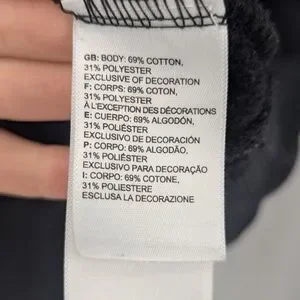 GB: BODY: 69% COTTON,
31% POLYESTER
EXCLUSIVE OF DECORATION
F: CORPS: 69% COTON,
31% POLYESTER
À L'EXCEPTION DES DÉCORATIONS
E: CUERPO: 69% ALGODÓN,
31% POLIÉSTER
EXCLUSIVO DE DECORACIÓN
P: CORPO: 69% ALGODÃO,
31% POLIÉSTER
EXCLUSIVO PARA DECORAÇÃO
I: CORPO: 69% COTONE,
31% POLIESTERE
ESCLUSA LA DECORAZIONE